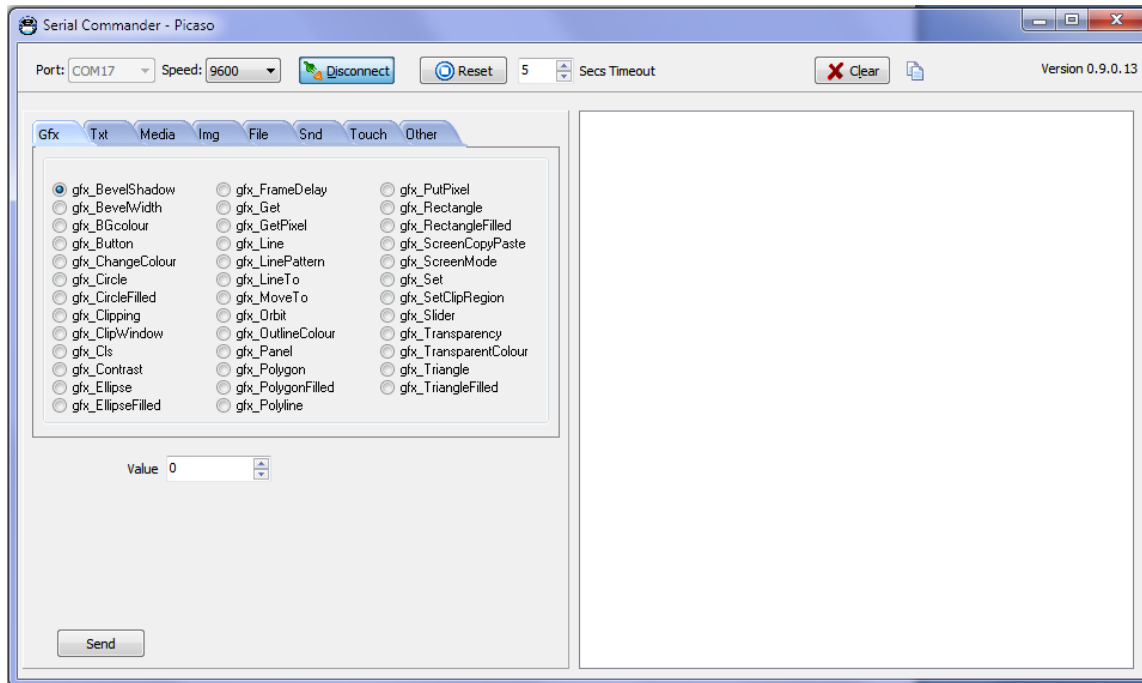 Serial Commander - Picaso
Port: COM17 Speed: 9600 Disconnect Reset 5 Secs Timeout Clear Version 0.9.0.13
Gfx Txt Media Img File Snd Touch Other
gfx_BevelShadow gfx_FrameDelay gfx_PutPixel
gfx_BevelWidth gfx_Get gfx_Rectangle
gfx_BGcolour gfx_GetPixel gfx_RectangleFilled
gfx_Button gfx_Line gfx_ScreenCopyPaste
gfx_ChangeColour gfx_LinePattern gfx_ScreenMode
gfx_Circle gfx_LineTo gfx_Set
gfx_CircleFilled gfx_MoveTo gfx_SetClipRegion
gfx_Clipping gfx_Orbit gfx_Slider
gfx_ClipWindow gfx_OutlineColour gfx_Transparency
gfx_Cls gfx_Panel gfx_TransparentColour
gfx_Contrast gfx_Polygon gfx_Triangle
gfx_Ellipse gfx_PolygonFilled gfx_TriangleFilled
gfx_EllipseFilled gfx_Polyline
Value 0
Send